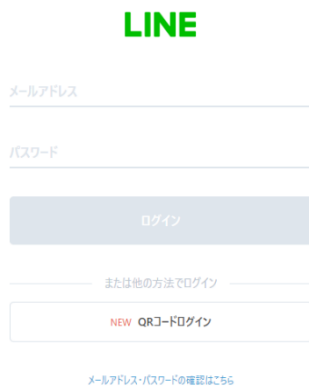 LINE
メールアドレス
パスワード
ログイン
または他の方法でログイン
NEW QRコードログイン
メールアドレス・パスワードの確認はこちら